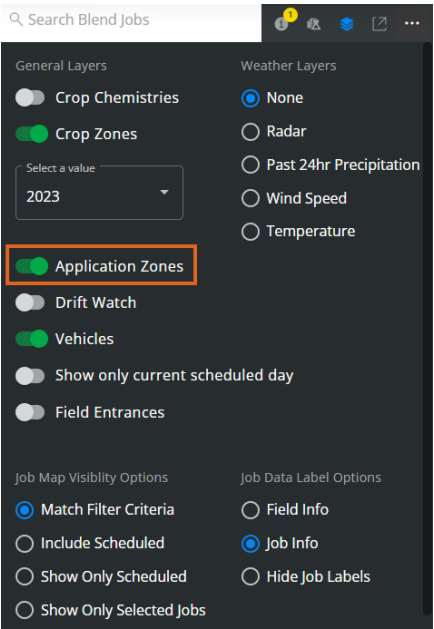 Search Blend Jobs
1
General Layers
Weather Layers
Crop Chemistries
None
Crop Zones
Radar
Select a value
2023
Past 24hr Precipitation
Wind Speed
Temperature
Application Zones
Drift Watch
Vehicles
Show only current scheduled day
Field Entrances
Job Map Visiblity Options
Job Data Label Options
Match Filter Criteria
Field Info
Include Scheduled
Job Info
Show Only Scheduled
Hide Job Labels
Show Only Selected Jobs